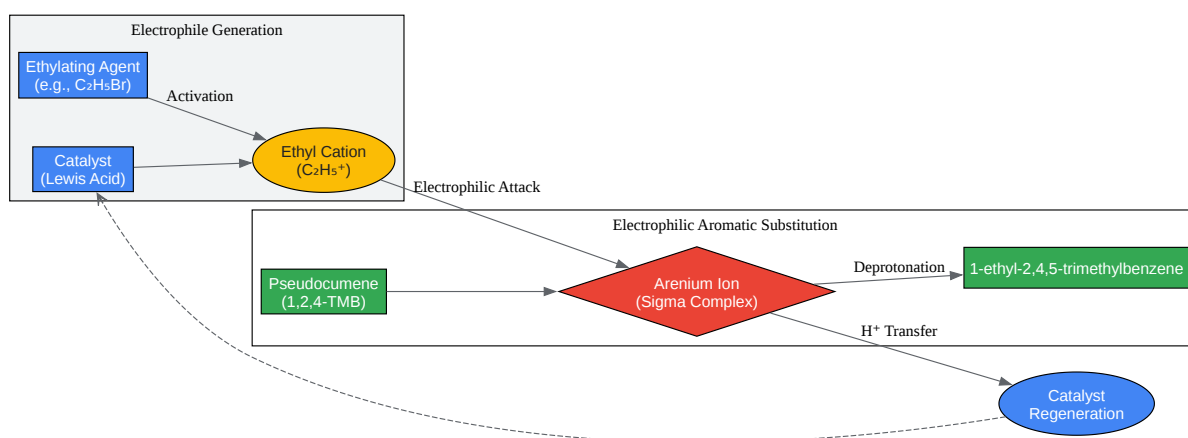 Electrophile Generation
Ethylating Agent
(e.g., C₂H₅Br)
Activation
Catalyst
(Lewis Acid)
Ethyl Cation
(C₂H₅⁺)
Electrophilic Attack
Electrophilic Aromatic Substitution
Pseudocumene
(1,2,4-TMB)
Arenium Ion
(Sigma Complex)
Deprotonation
1-ethyl-2,4,5-trimethylbenzene
H⁺ Transfer
Catalyst
Regeneration